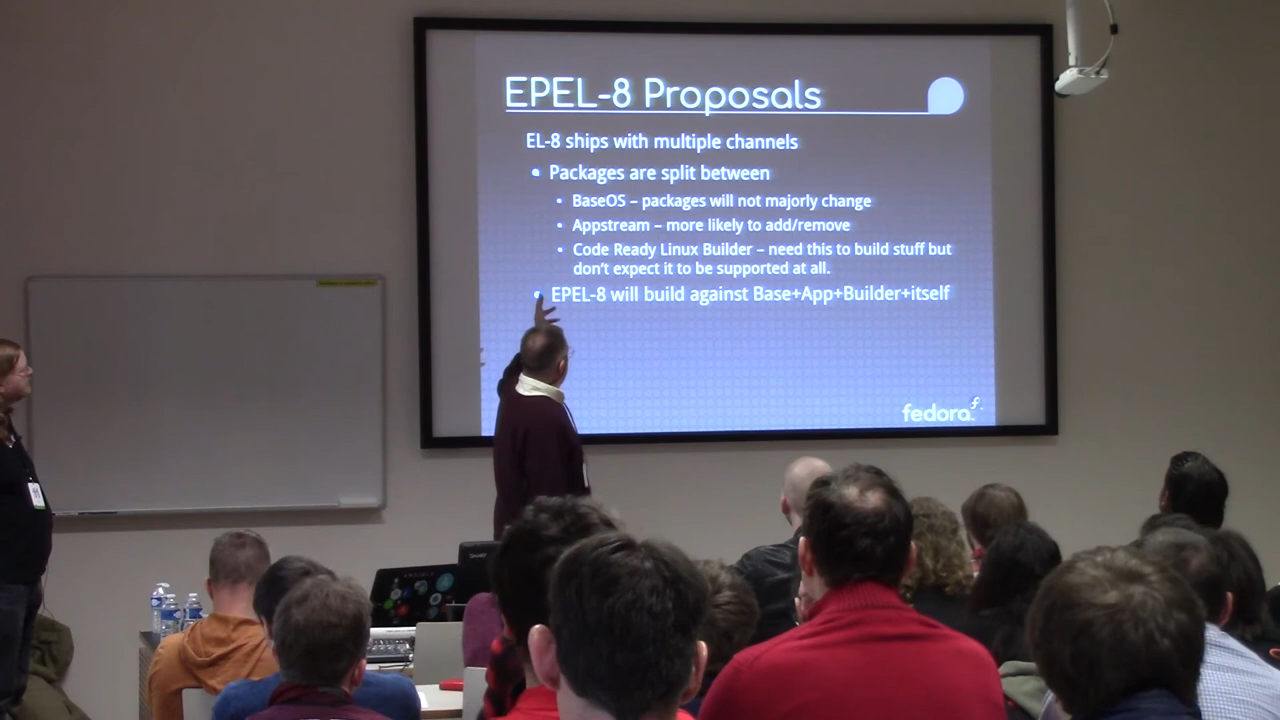 EPEL-8 Proposals
EL-8 ships with multiple channels
• Packages are split between
• BaseOS – packages will not majorly change
• Appstream – more likely to add/remove
• Code Ready Linux Builder – need this to build stuff but
don't expect it to be supported at all.
• EPEL-8 will build against Base+App+Builder+itself
fedora
ANSIBLE